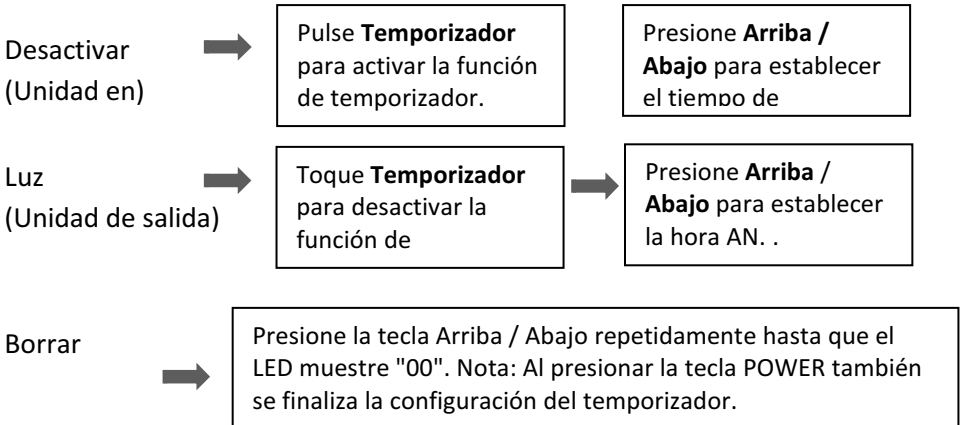 Desactivar
(Unidad en)
Pulse Temporizador
para activar la función
de temporizador.
Presione Arriba /
Abajo para establecer
el tiempo de
Luz
(Unidad de salida)
Toque Temporizador
para desactivar la
función de
Presione Arriba /
Abajo para establecer
la hora AN. .
Borrar
Presione la tecla Arriba / Abajo repetidamente hasta que el
LED muestre "00". Nota: Al presionar la tecla POWER también
se finaliza la configuración del temporizador.